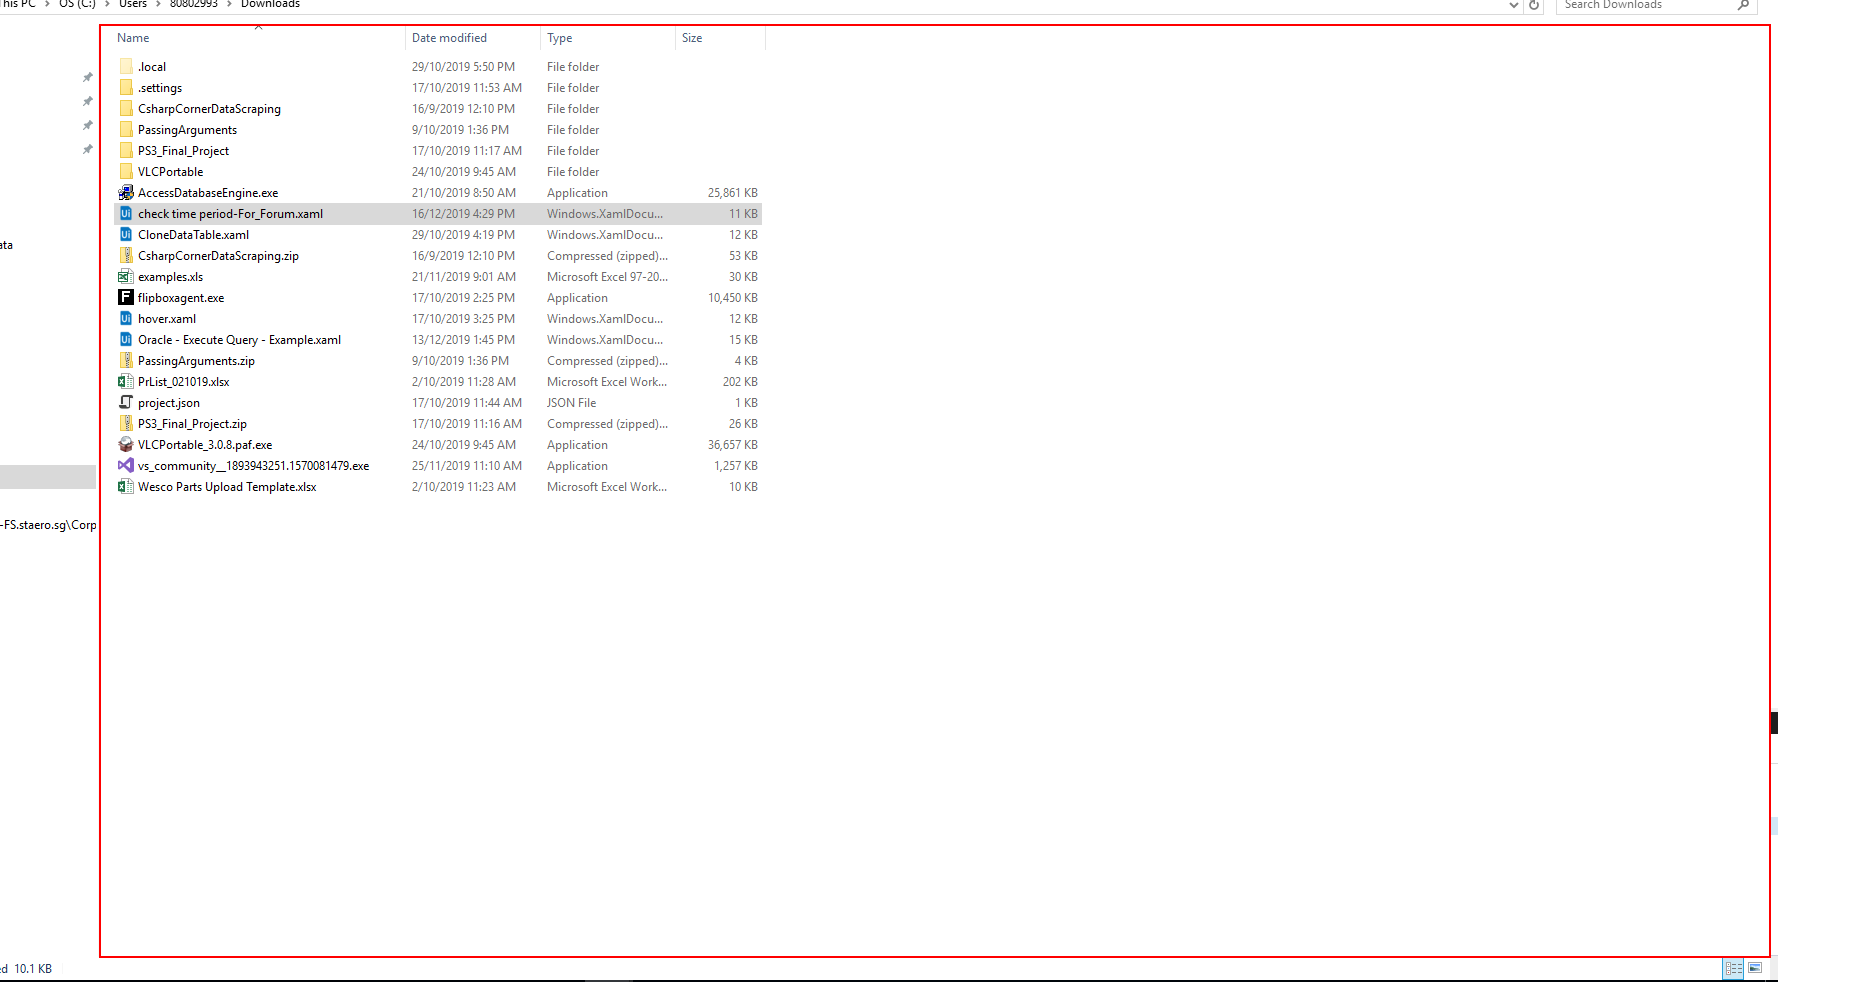 This PC > OS (C:) > Users > 80802993 > Downloads
Search Downloads
Name Date modified Type Size
.local 29/10/2019 5:50 PM File folder
.settings 17/10/2019 11:53 AM File folder
CsharpCornerDataScraping 16/9/2019 12:10 PM File folder
PassingArguments 9/10/2019 1:36 PM File folder
PS3_Final_Project 17/10/2019 11:17 AM File folder
VLCPortable 24/10/2019 9:45 AM File folder
AccessDatabaseEngine.exe 21/10/2019 8:50 AM Application 25,861 KB
check time period-For_Forum.xaml 16/12/2019 4:29 PM Windows.XamlDocu... 11 KB
CloneDataTable.xaml 29/10/2019 4:19 PM Windows.XamlDocu... 12 KB
ata
CsharpCornerDataScraping.zip 16/9/2019 12:10 PM Compressed (zipped)... 53 KB
examples.xls 21/11/2019 9:01 AM Microsoft Excel 97-20... 30 KB
flipboxagent.exe 17/10/2019 2:25 PM Application 10,450 KB
hover.xaml 17/10/2019 3:25 PM Windows.XamlDocu... 12 KB
Oracle - Execute Query - Example.xaml 13/12/2019 1:45 PM Windows.XamlDocu... 15 KB
PassingArguments.zip 9/10/2019 1:36 PM Compressed (zipped)... 4 KB
PrList_021019.xlsx 2/10/2019 11:28 AM Microsoft Excel Work... 202 KB
project.json 17/10/2019 11:44 AM JSON File 1 KB
PS3_Final_Project.zip 17/10/2019 11:16 AM Compressed (zipped)... 26 KB
VLCPortable_3.0.8.paf.exe 24/10/2019 9:45 AM Application 36,657 KB
vs_community__1893943251.1570081479.exe 25/11/2019 11:10 AM Application 1,257 KB
Wesco Parts Upload Template.xlsx 2/10/2019 11:23 AM Microsoft Excel Work... 10 KB
-FS.staero.sg\Corp
ed 10.1 KB